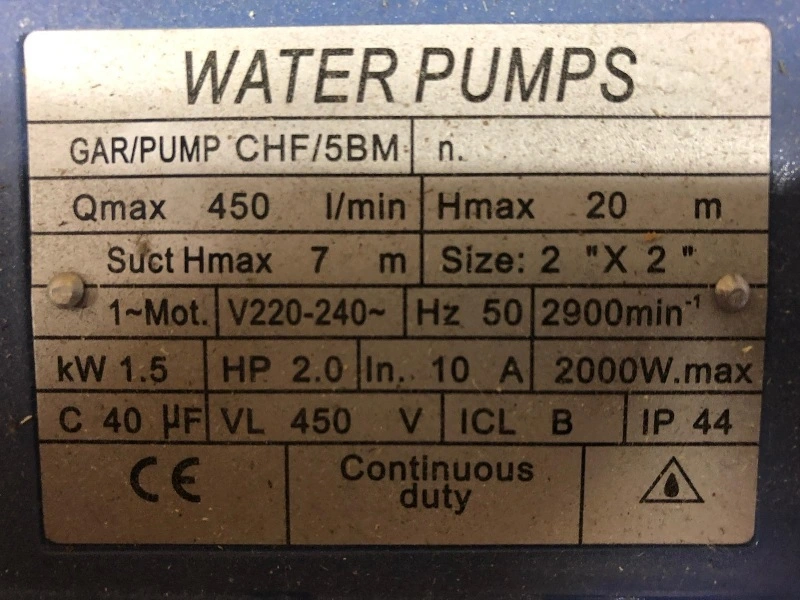 WATER PUMPS
GAR/PUMP CHF/5BM n.
Qmax 450 l/min Hmax 20 m
Suct Hmax 7 m Size: 2 "X 2 "
1~Mot. V220-240~ Hz 50 2900min⁻¹
kW 1.5 HP 2.0 In. 10 A 2000W.max
C 40 µF VL 450 V ICL B IP 44
CE Continuous
duty